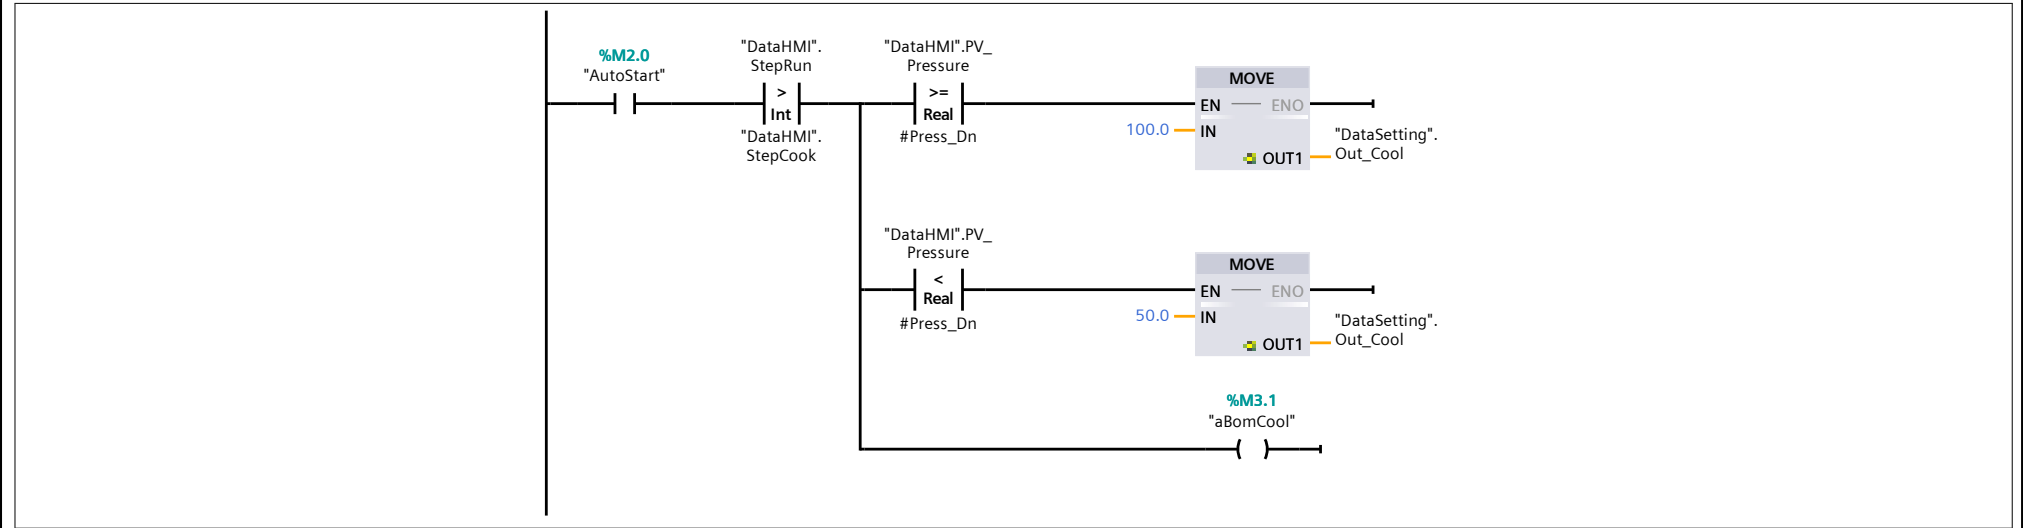 %M2.0
"AutoStart"
"DataHMI".
StepRun
>
Int
"DataHMI".
StepCook
"DataHMI".PV_
Pressure
>=
Real
#Press_Dn
MOVE
EN ENO
100.0 IN
OUT1
"DataSetting".
Out_Cool
"DataHMI".PV_
Pressure
<
Real
#Press_Dn
MOVE
EN ENO
50.0 IN
OUT1
"DataSetting".
Out_Cool
%M3.1
"aBomCool"